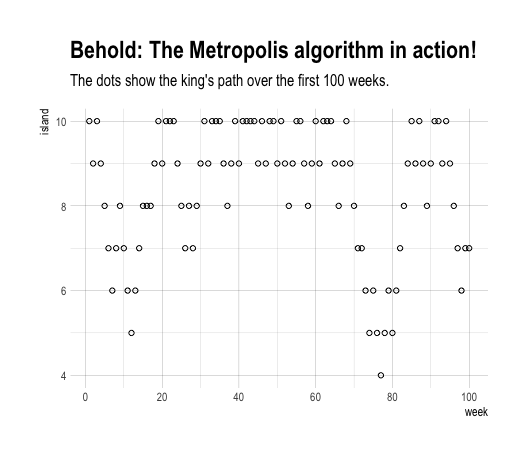 Behold: The Metropolis algorithm in action!
The dots show the king's path over the first 100 weeks.
island
10
8
6
4
0 20 40 60 80 100
week